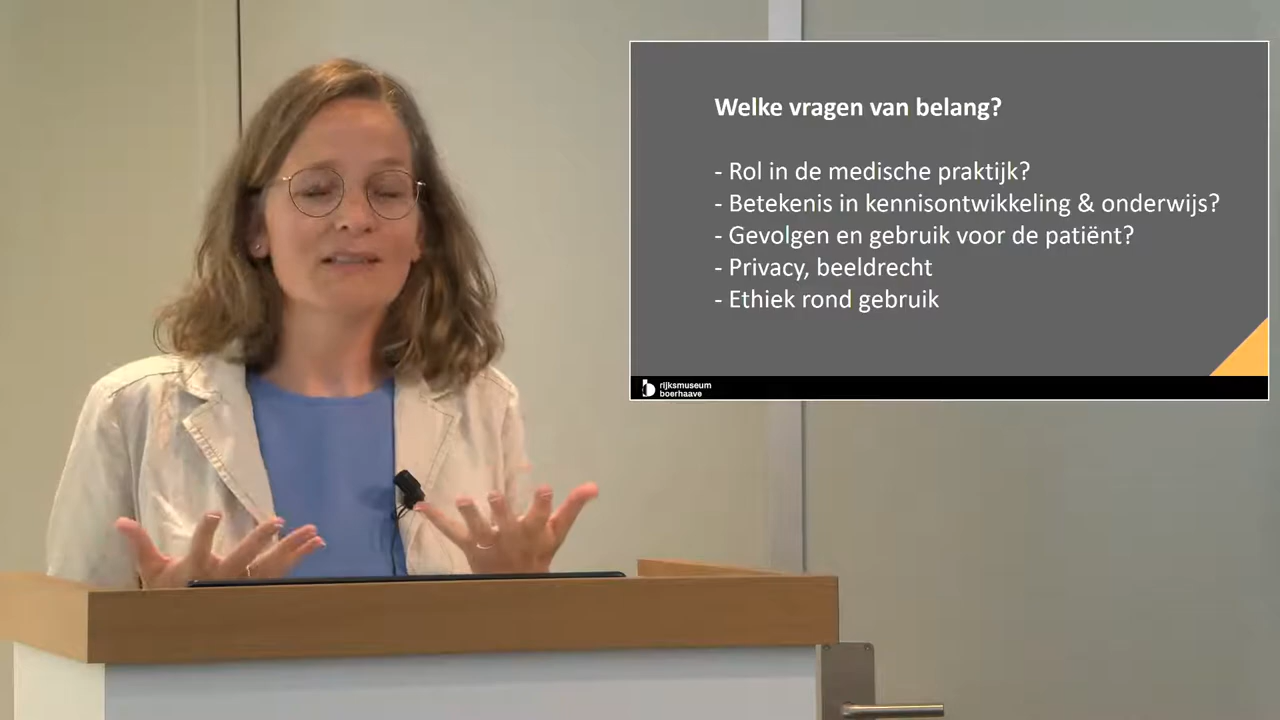 Welke vragen van belang?
- Rol in de medische praktijk?
- Betekenis in kennisontwikkeling & onderwijs?
- Gevolgen en gebruik voor de patiënt?
- Privacy, beeldrecht
- Ethiek rond gebruik
rijksmuseum
boerhaave